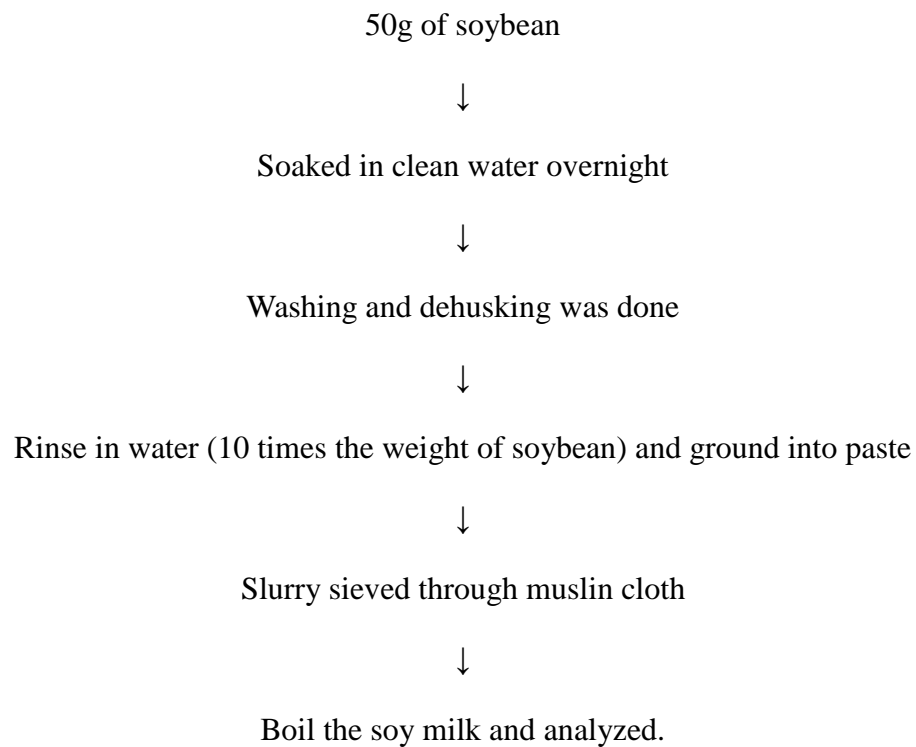 50g of soybean
↓
Soaked in clean water overnight
↓
Washing and dehusking was done
↓
Rinse in water (10 times the weight of soybean) and ground into paste
↓
Slurry sieved through muslin cloth
↓
Boil the soy milk and analyzed.